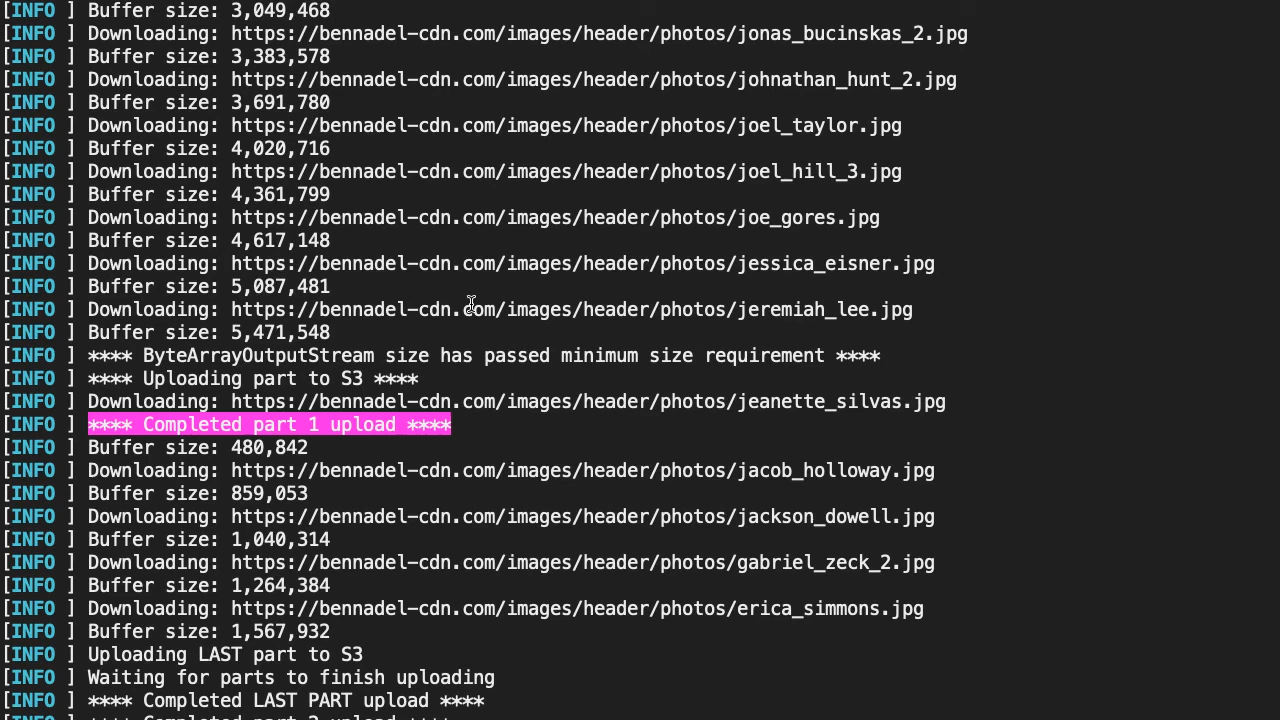 [INFO ] Buffer size: 3,049,468
[INFO ] Downloading: https://bennadel-cdn.com/images/header/photos/jonas_bucinskas_2.jpg
[INFO ] Buffer size: 3,383,578
[INFO ] Downloading: https://bennadel-cdn.com/images/header/photos/johnathan_hunt_2.jpg
[INFO ] Buffer size: 3,691,780
[INFO ] Downloading: https://bennadel-cdn.com/images/header/photos/joel_taylor.jpg
[INFO ] Buffer size: 4,020,716
[INFO ] Downloading: https://bennadel-cdn.com/images/header/photos/joel_hill_3.jpg
[INFO ] Buffer size: 4,361,799
[INFO ] Downloading: https://bennadel-cdn.com/images/header/photos/joe_gores.jpg
[INFO ] Buffer size: 4,617,148
[INFO ] Downloading: https://bennadel-cdn.com/images/header/photos/jessica_eisner.jpg
[INFO ] Buffer size: 5,087,481
[INFO ] Downloading: https://bennadel-cdn.com/images/header/photos/jeremiah_lee.jpg
[INFO ] Buffer size: 5,471,548
[INFO ] **** ByteArrayOutputStream size has passed minimum size requirement ****
[INFO ] **** Uploading part to S3 ****
[INFO ] Downloading: https://bennadel-cdn.com/images/header/photos/jeanette_silvas.jpg
[INFO ] **** Completed part 1 upload ****
[INFO ] Buffer size: 480,842
[INFO ] Downloading: https://bennadel-cdn.com/images/header/photos/jacob_holloway.jpg
[INFO ] Buffer size: 859,053
[INFO ] Downloading: https://bennadel-cdn.com/images/header/photos/jackson_dowell.jpg
[INFO ] Buffer size: 1,040,314
[INFO ] Downloading: https://bennadel-cdn.com/images/header/photos/gabriel_zeck_2.jpg
[INFO ] Buffer size: 1,264,384
[INFO ] Downloading: https://bennadel-cdn.com/images/header/photos/erica_simmons.jpg
[INFO ] Buffer size: 1,567,932
[INFO ] Uploading LAST part to S3
[INFO ] Waiting for parts to finish uploading
[INFO ] **** Completed LAST PART upload ****
[INFO ] **** Completed part 2 upload ****